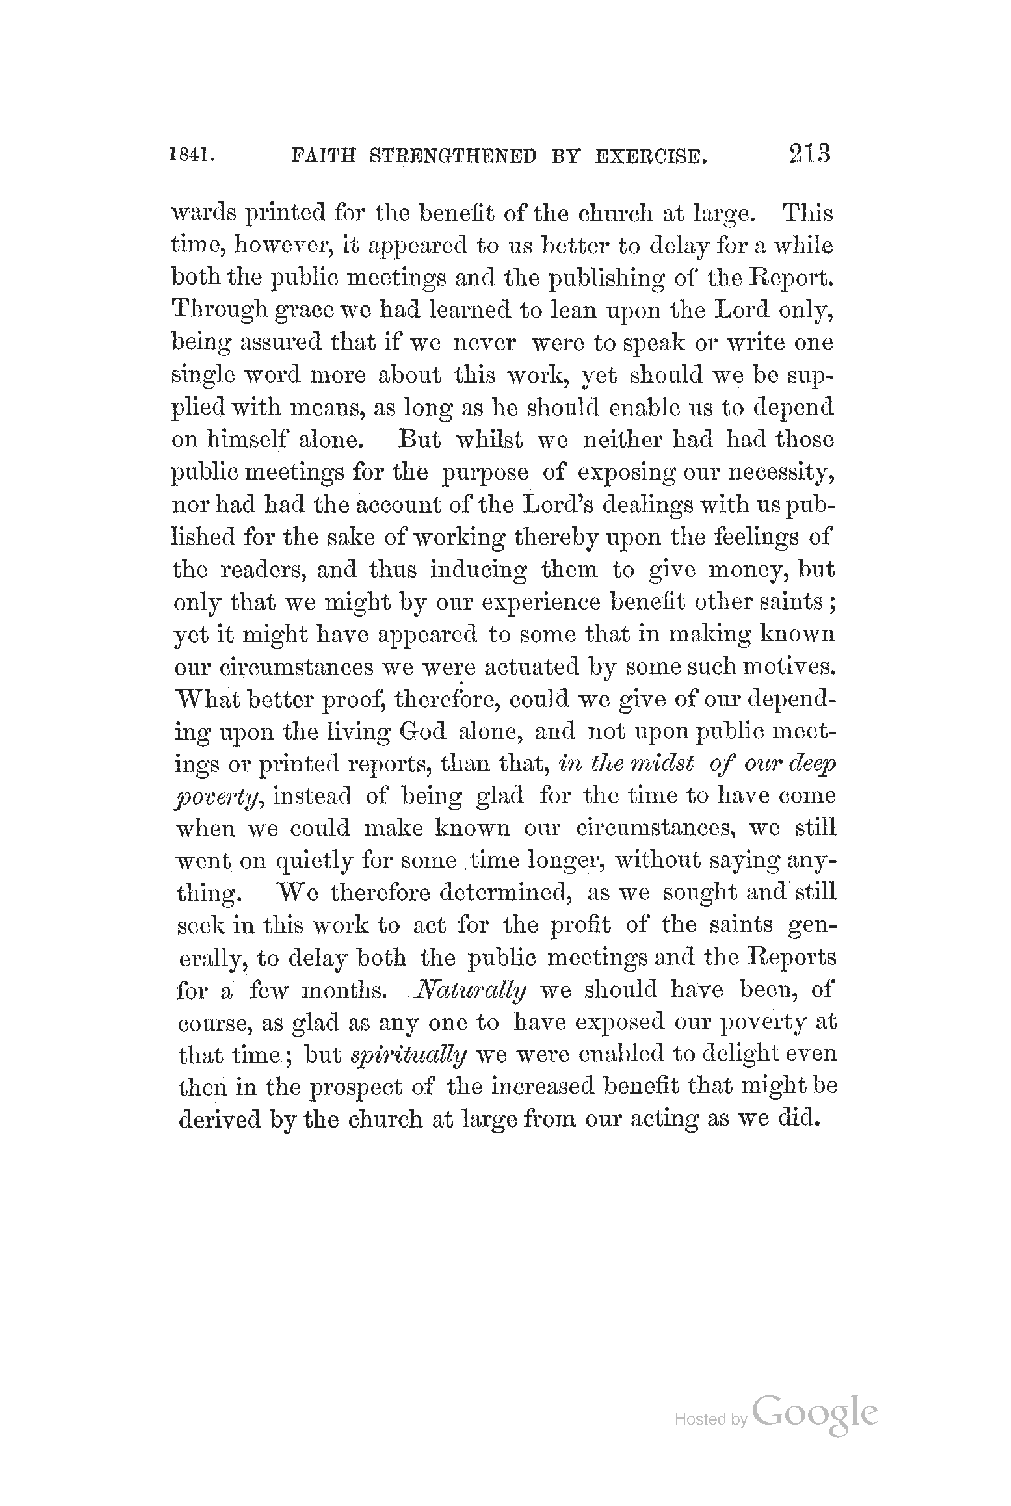 1841. FAITH STRENGTHENED BY EXERCISE. 213
wards printed for the benefit of the church at large. This
time, however, it appeared to us better to delay for a while
both the public meetings and the publishing of the Report.
Through grace we had learned to lean upon the Lord only,
being assured that if we never were to speak or write one
single word more about this work, yet should we be sup-
plied with means, as long as he should enable us to depend
on himself alone. But whilst we neither had had those
public meetings for the purpose of exposing our necessity,
nor had had the account of the Lord's dealings with us pub-
lished for the sake of working thereby upon the feelings of
the readers, and thus inducing them to give money, but
only that we might by our experience benefit other saints;
yet it might have appeared to some that in making known
our circumstances we were actuated by some such motives.
What better proof, therefore, could we give of our depend-
ing upon the living God alone, and not upon public meet-
ings or printed reports, than that, in the midst of our deep
poverty, instead of being glad for the time to have come
when we could make known our circumstances, we still
went on quietly for some time longer, without saying any-
thing. We therefore determined, as we sought and still
seek in this work to act for the profit of the saints gen-
erally, to delay both the public meetings and the Reports
for a few months. Naturally we should have been, of
course, as glad as any one to have exposed our poverty at
that time; but spiritually we were enabled to delight even
then in the prospect of the increased benefit that might be
derived by the church at large from our acting as we did.
Hosted by Google